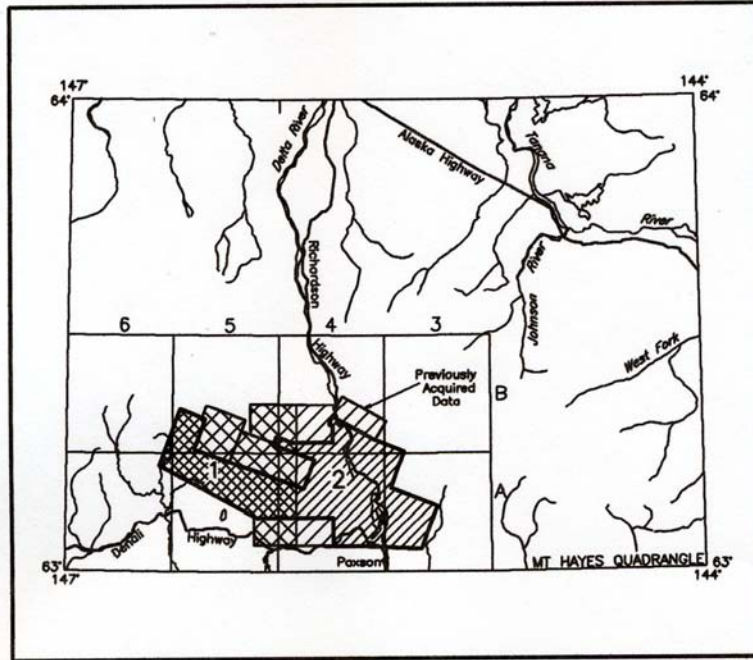 147°
144°
64°
64°
Delta River
Alaska Highway
Tanana
River
River
Richardson
Johnson
6
5
4
3
Highway
West Fork
Previously
Acquired
Data
B
1
2
A
Denali
Highway
Paxson
MT HAYES QUADRANGLE
63°
63°
147°
144°